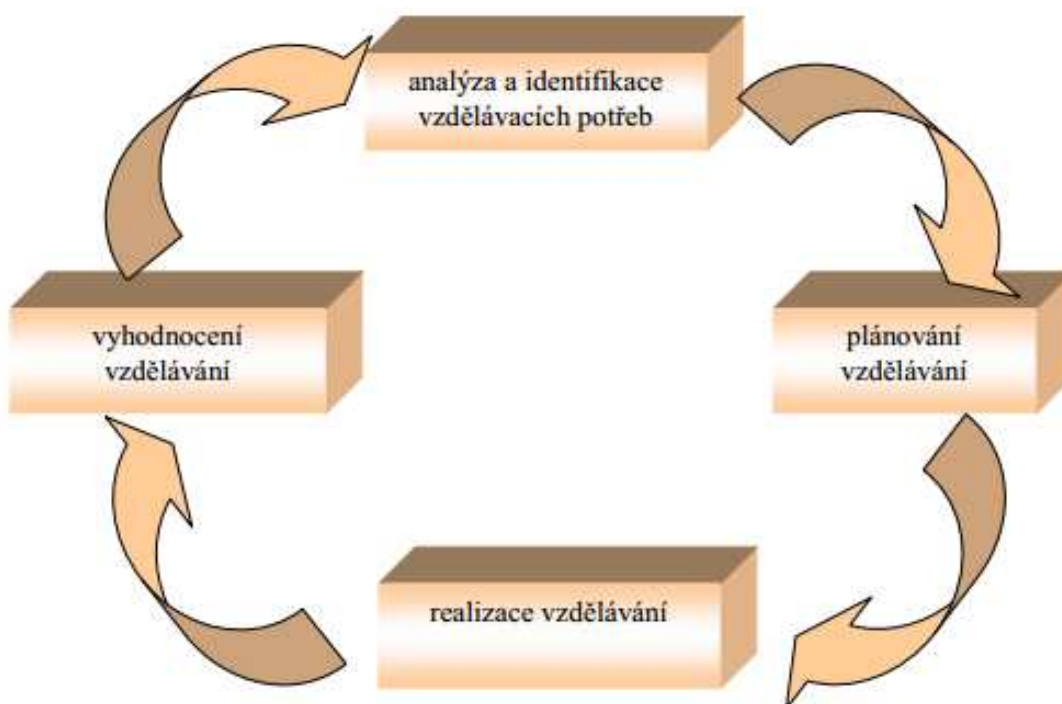 analýza a identifikace
vzdělávacích potřeb
vyhodnocení
vzdělávání
plánování
vzdělávání
realizace vzdělávání